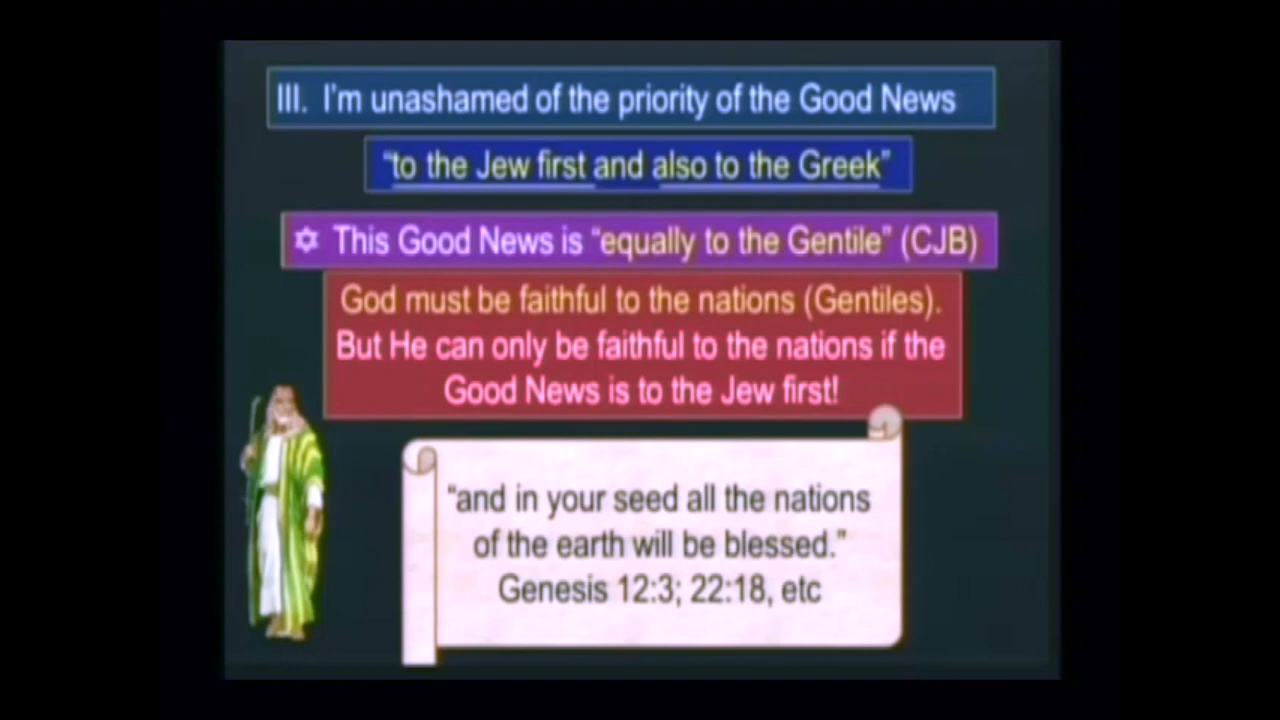 III. I'm unashamed of the priority of the Good News
“to the Jew first and also to the Greek”
✡ This Good News is “equally to the Gentile” (CJB)
God must be faithful to the nations (Gentiles).
But He can only be faithful to the nations if the
Good News is to the Jew first!
“and in your seed all the nations
of the earth will be blessed.”
Genesis 12:3; 22:18, etc